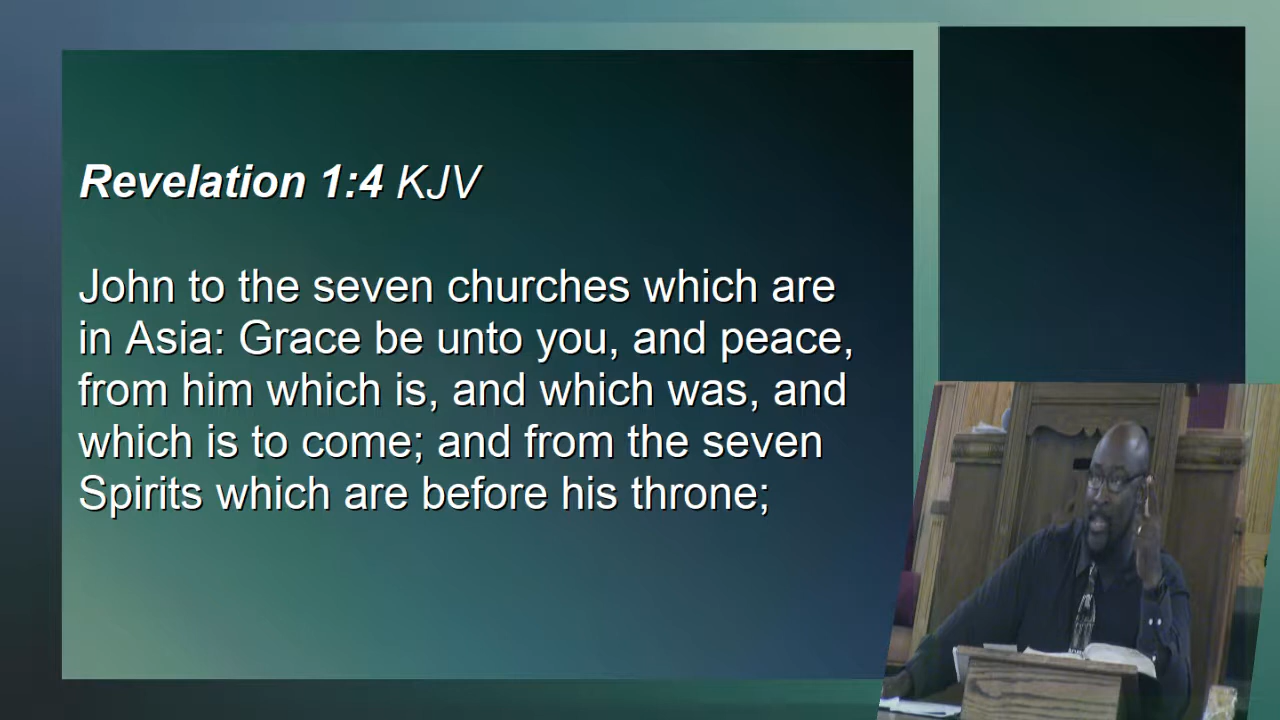 Revelation 1:4 KJV
John to the seven churches which are
in Asia: Grace be unto you, and peace,
from him which is, and which was, and
which is to come; and from the seven
Spirits which are before his throne;